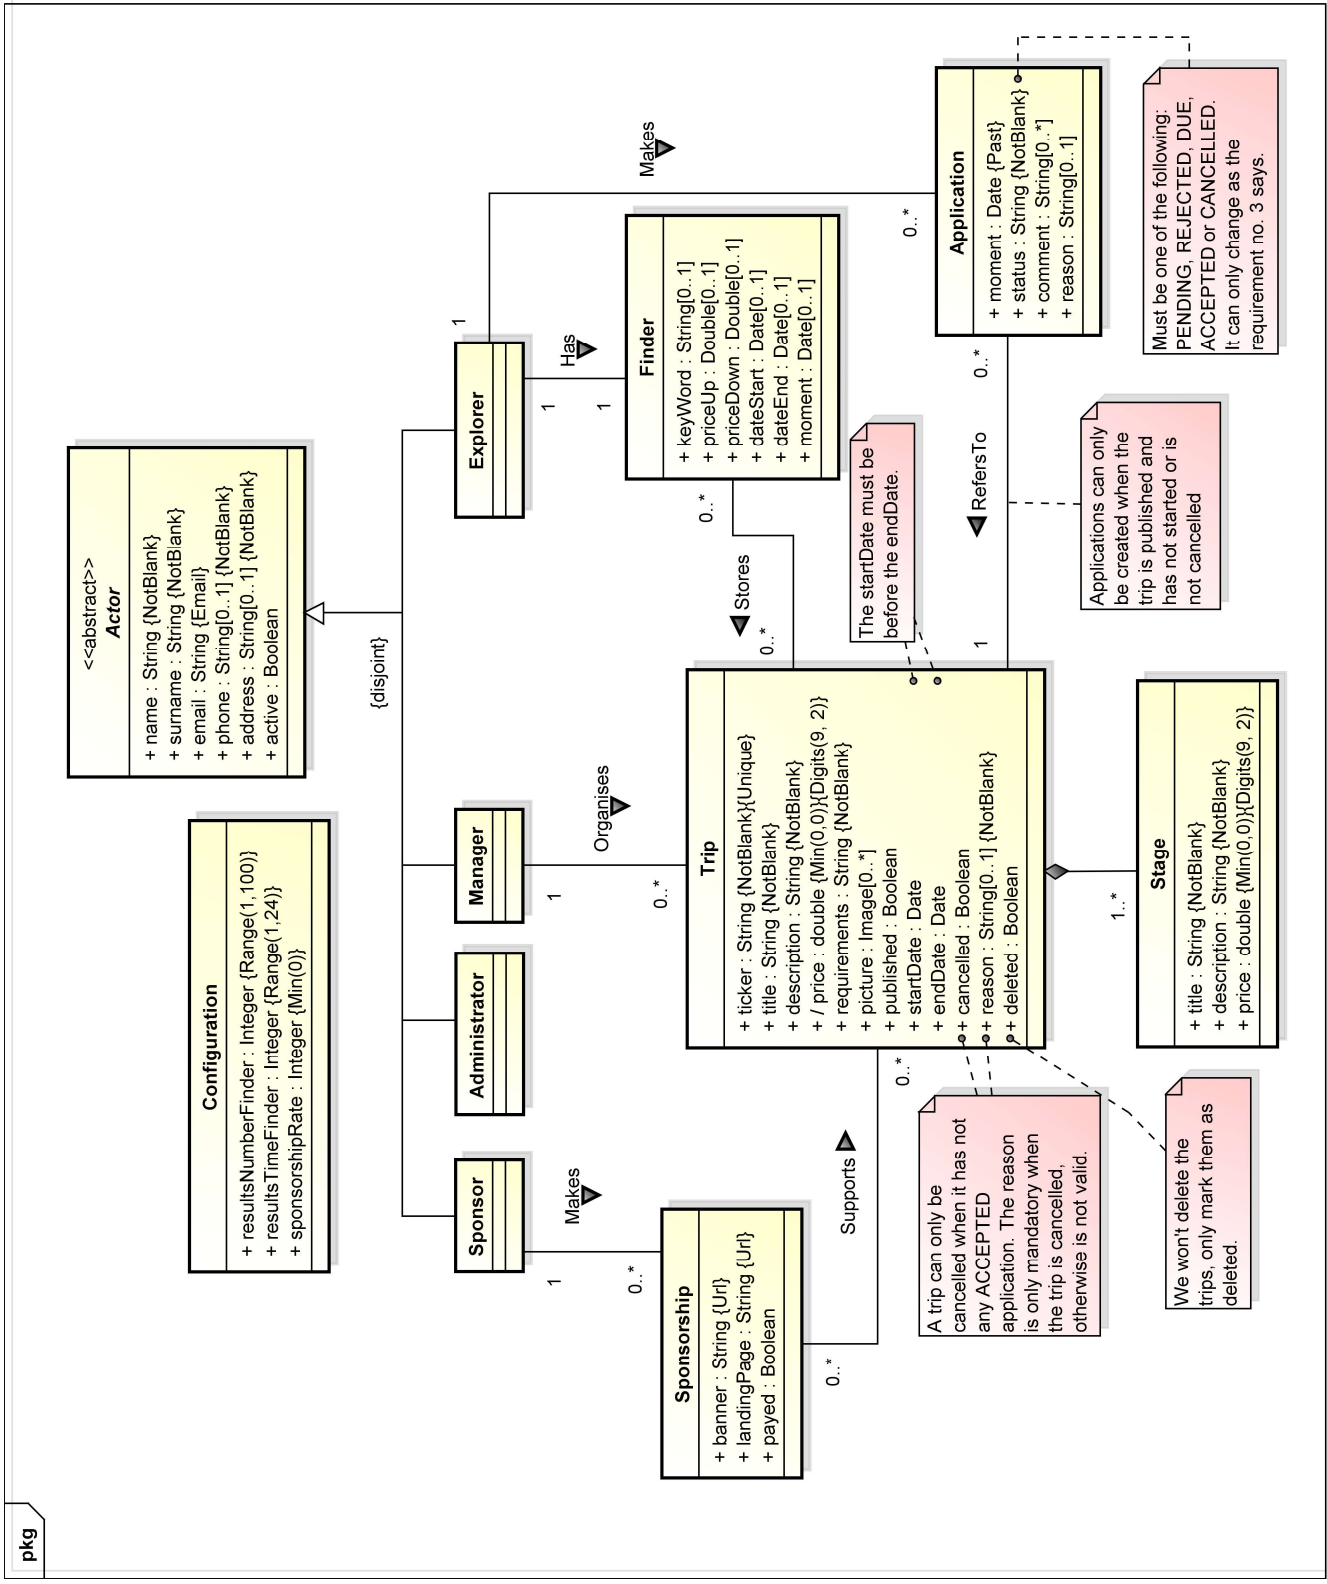 pkg
<<abstract>>
Actor
+ name : String {NotBlank}
+ surname : String {NotBlank}
+ email : String {Email}
+ phone : String[0..1] {NotBlank}
+ address : String[0..1] {NotBlank}
+ active : Boolean
Configuration
+ resultsNumberFinder : Integer {Range(1,100)}
+ resultsTimeFinder : Integer {Range(1,24)}
+ sponsorshipRate : Integer {Min(0)}
{disjoint}
Sponsor
Administrator
Manager
Explorer
Makes
1
0..*
Organises
1
0..*
Has
1
1
Makes
1
0..*
Sponsorship
+ banner : String {Url}
+ landingPage : String {Url}
+ payed : Boolean
Supports
0..*
0..*
Finder
+ keyWord : String[0..1]
+ priceUp : Double[0..1]
+ priceDown : Double[0..1]
+ dateStart : Date[0..1]
+ dateEnd : Date[0..1]
+ moment : Date[0..1]
Stores
0..*
0..*
Trip
+ ticker : String {NotBlank}{Unique}
+ title : String {NotBlank}
+ description : String {NotBlank}
+ / price : double {Min(0,0)}{Digits(9, 2)}
+ requirements : String {NotBlank}
+ picture : Image[0..*]
+ published : Boolean
+ startDate : Date
+ endDate : Date
+ cancelled : Boolean
+ reason : String[0..1] {NotBlank}
+ deleted : Boolean
The startDate must be
before the endDate.
Application
+ moment : Date {Past}
+ status : String {NotBlank}
+ comment : String[0..*]
+ reason : String[0..1]
RefersTo
0..*
1
A trip can only be
cancelled when it has not
any ACCEPTED
application. The reason
is only mandatory when
the trip is cancelled,
otherwise is not valid.
Applications can only
be created when the
trip is published and
has not started or is
not cancelled
Must be one of the following:
PENDING, REJECTED, DUE,
ACCEPTED or CANCELLED.
It can only change as the
requirement no. 3 says.
1..*
Stage
+ title : String {NotBlank}
+ description : String {NotBlank}
+ price : double {Min(0,0)}{Digits(9, 2)}
We won't delete the
trips, only mark them as
deleted.